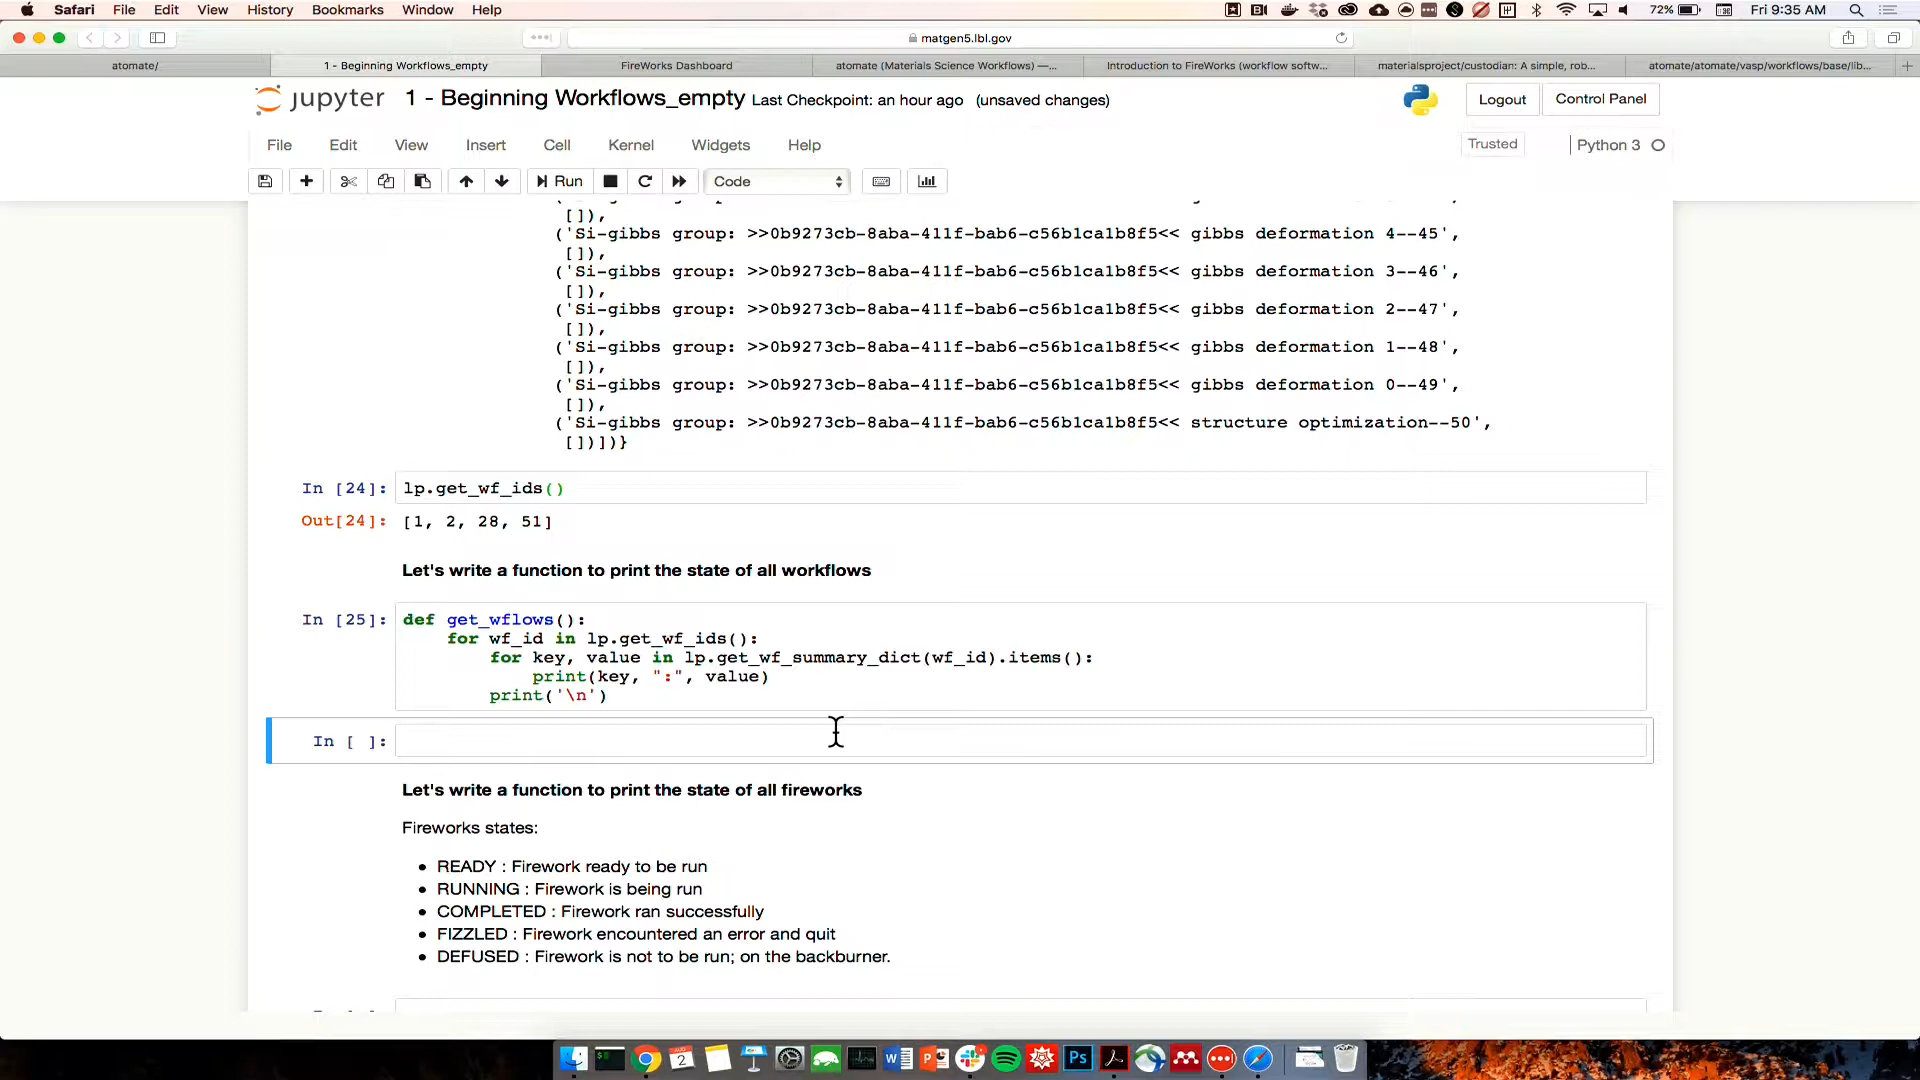 Safari File Edit View History Bookmarks Window Help 72% Fri 9:35 AM
matgen5.lbl.gov
atomate/ 1 - Beginning Workflows_empty FireWorks Dashboard atomate (Materials Science Workflows) —... Introduction to FireWorks (workflow softw... materialsproject/custodian: A simple, rob... atomate/atomate/vasp/workflows/base/lib...
jupyter 1 - Beginning Workflows_empty Last Checkpoint: an hour ago (unsaved changes) Logout Control Panel
File Edit View Insert Cell Kernel Widgets Help Trusted Python 3
Run Code
[]),
('Si-gibbs group: >>0b9273cb-8aba-411f-bab6-c56b1ca1b8f5<< gibbs deformation 4--45',
[]),
('Si-gibbs group: >>0b9273cb-8aba-411f-bab6-c56b1ca1b8f5<< gibbs deformation 3--46',
[]),
('Si-gibbs group: >>0b9273cb-8aba-411f-bab6-c56b1ca1b8f5<< gibbs deformation 2--47',
[]),
('Si-gibbs group: >>0b9273cb-8aba-411f-bab6-c56b1ca1b8f5<< gibbs deformation 1--48',
[]),
('Si-gibbs group: >>0b9273cb-8aba-411f-bab6-c56b1ca1b8f5<< gibbs deformation 0--49',
[]),
('Si-gibbs group: >>0b9273cb-8aba-411f-bab6-c56b1ca1b8f5<< structure optimization--50',
[])])}
In [24]: lp.get_wf_ids()
Out[24]: [1, 2, 28, 51]
Let's write a function to print the state of all workflows
In [25]: def get_wflows():
for wf_id in lp.get_wf_ids():
for key, value in lp.get_wf_summary_dict(wf_id).items():
print(key, ":", value)
print('\n')
In [ ]:
Let's write a function to print the state of all fireworks
Fireworks states:
• READY : Firework ready to be run
• RUNNING : Firework is being run
• COMPLETED : Firework ran successfully
• FIZZLED : Firework encountered an error and quit
• DEFUSED : Firework is not to be run; on the backburner.